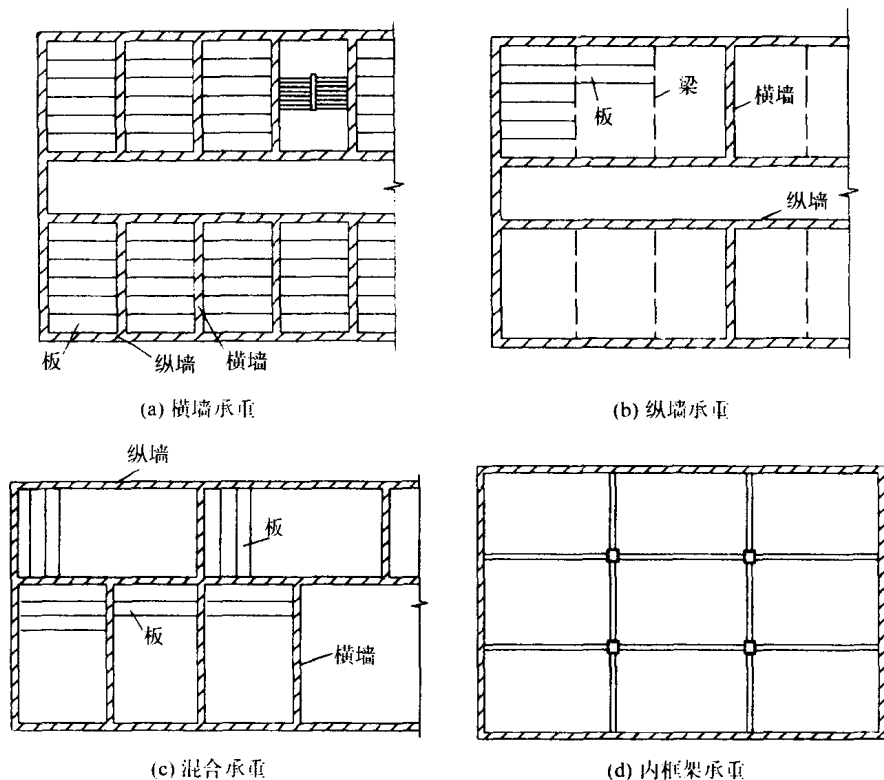 板
纵墙
横墙
(a) 横墙承重
梁
板
横墙
纵墙
(b) 纵墙承重
纵墙
板
板
横墙
(c) 混合承重
(d) 内框架承重